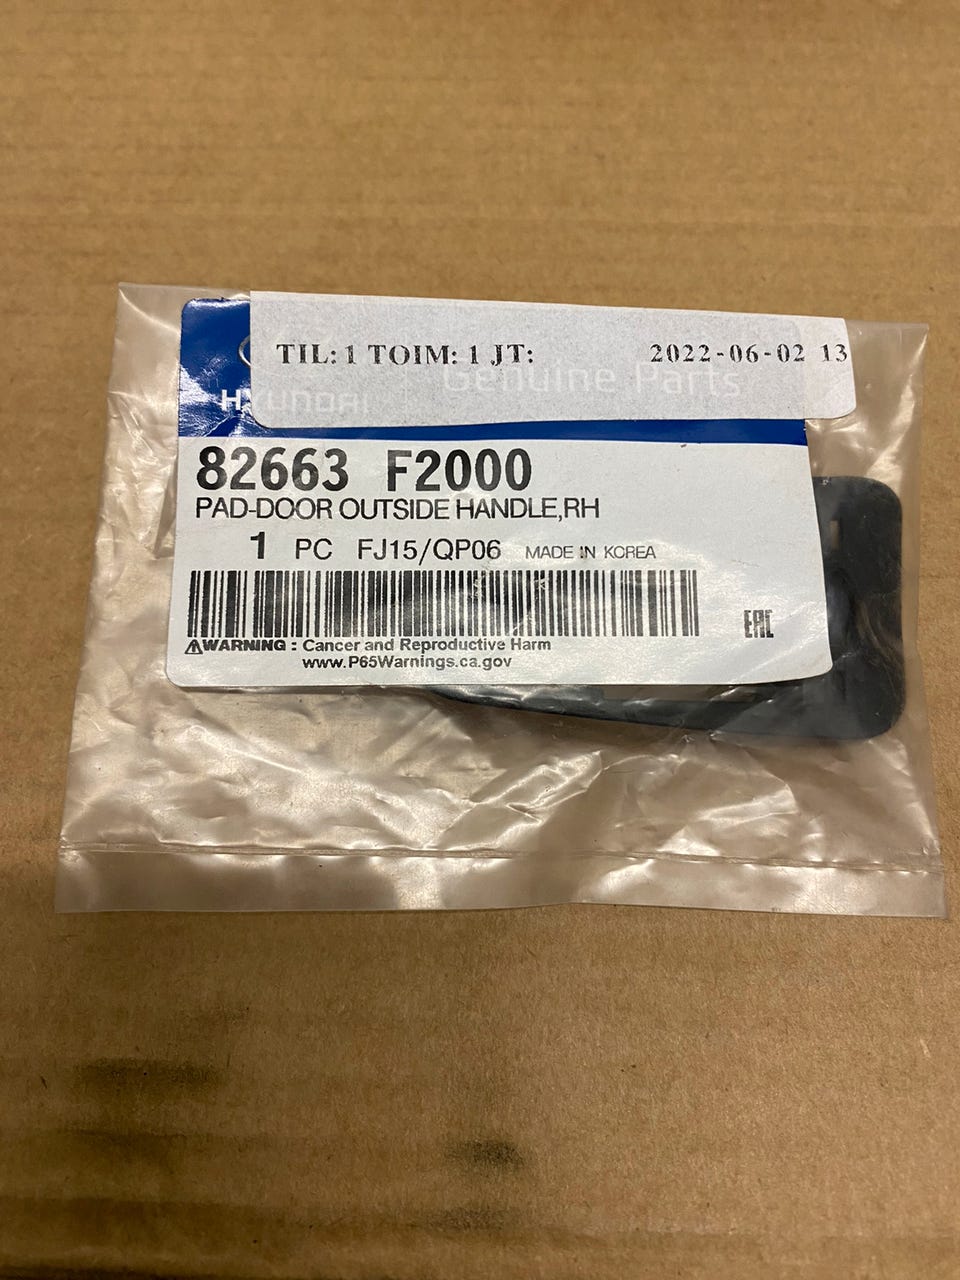 TIL: 1 TOIM: 1 JT: 2022-06-02 13
Genuine Parts
HYUNDAI
82663 F2000
PAD-DOOR OUTSIDE HANDLE,RH
1 PC FJ15/QP06 MADE IN KOREA
EAC
WARNING : Cancer and Reproductive Harm
www.P65Warnings.ca.gov